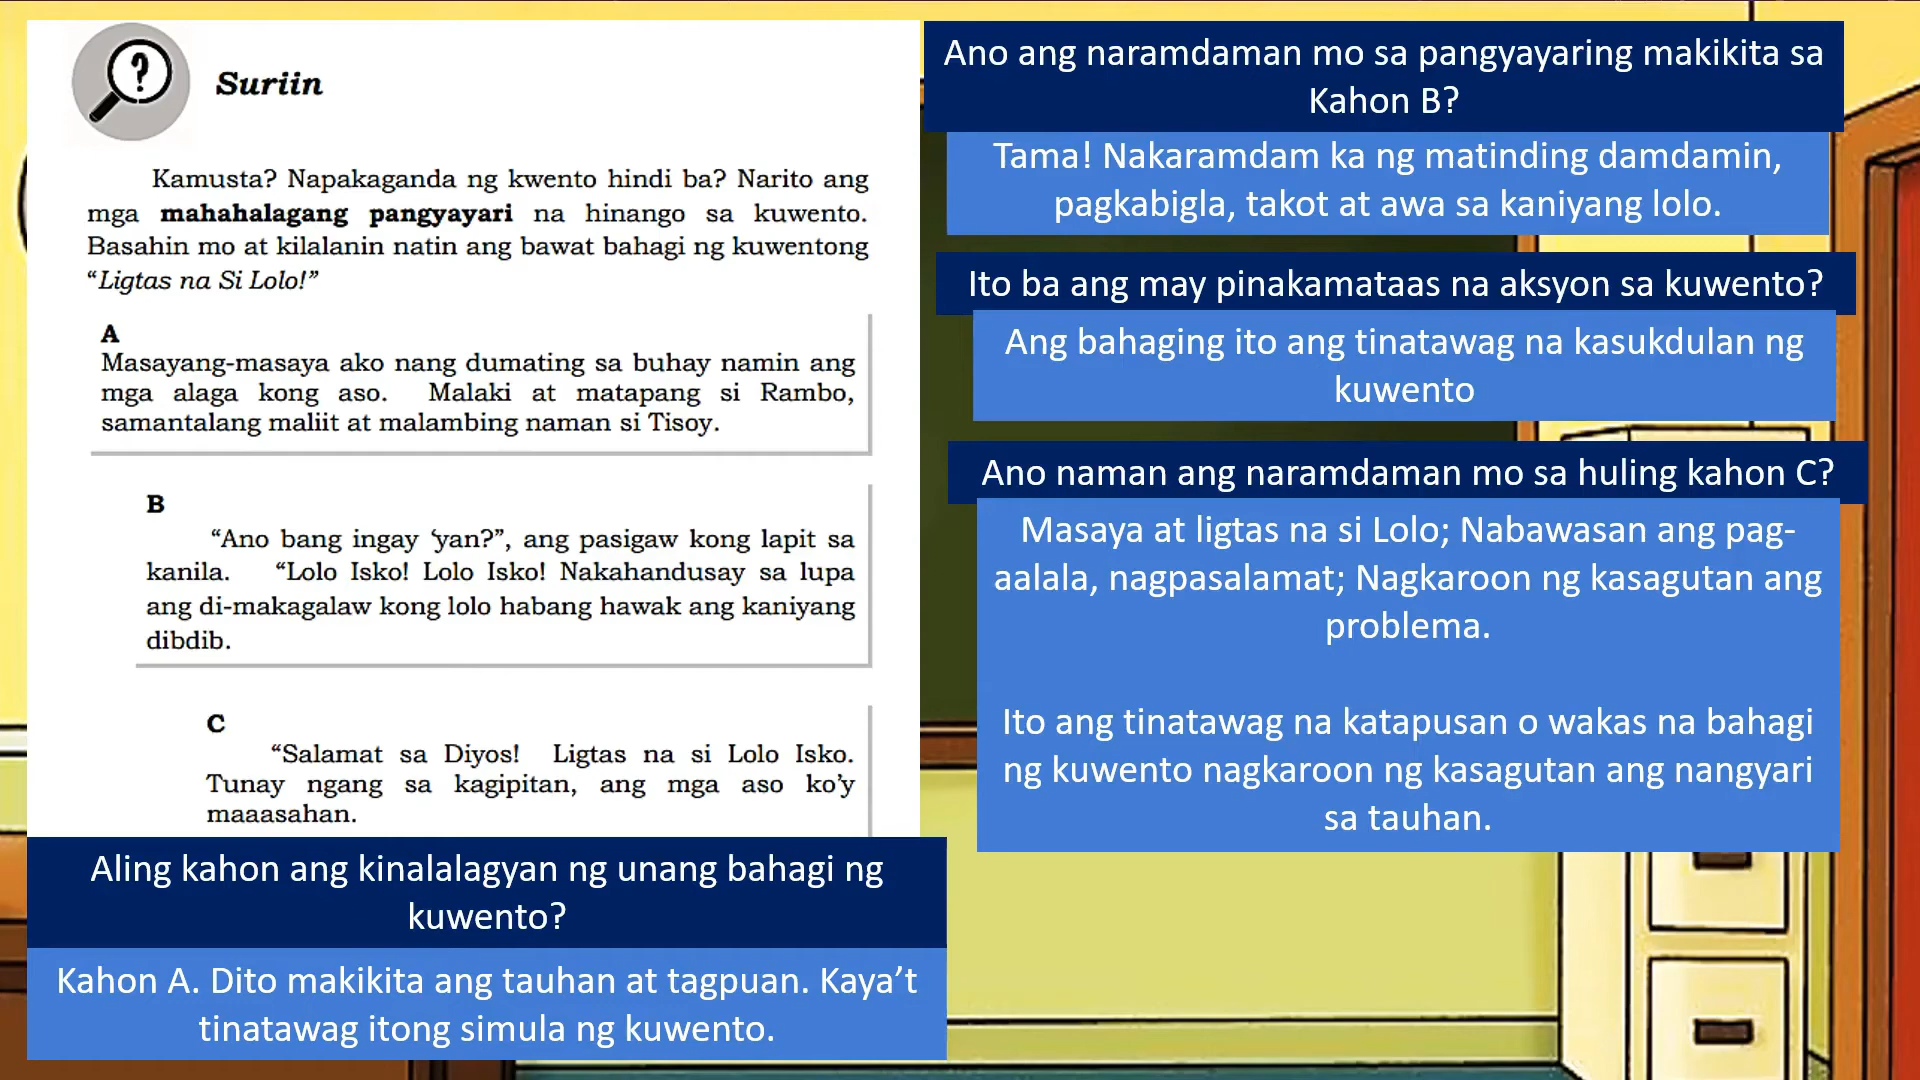 ?
Suriin
Kamusta? Napakaganda ng kwento hindi ba? Narito ang
mga mahahalagang pangyayari na hinango sa kuwento.
Basahin mo at kilalanin natin ang bawat bahagi ng kuwentong
“Ligtas na Si Lolo!”
A
Masayang-masaya ako nang dumating sa buhay namin ang
mga alaga kong aso. Malaki at matapang si Rambo,
samantalang maliit at malambing naman si Tisoy.
B
“Ano bang ingay ‘yan?”, ang pasigaw kong lapit sa
kanila. “Lolo Isko! Lolo Isko! Nakahandusay sa lupa
ang di-makagalaw kong lolo habang hawak ang kaniyang
dibdib.
C
“Salamat sa Diyos! Ligtas na si Lolo Isko.
Tunay ngang sa kagipitan, ang mga aso ko’y
maaasahan.
Aling kahon ang kinalalagyan ng unang bahagi ng
kuwento?
Kahon A. Dito makikita ang tauhan at tagpuan. Kaya’t
tinatawag itong simula ng kuwento.
Ano ang naramdaman mo sa pangyayaring makikita sa
Kahon B?
Tama! Nakaramdam ka ng matinding damdamin,
pagkabigla, takot at awa sa kaniyang lolo.
Ito ba ang may pinakamataas na aksyon sa kuwento?
Ang bahaging ito ang tinatawag na kasukdulan ng
kuwento
Ano naman ang naramdaman mo sa huling kahon C?
Masaya at ligtas na si Lolo; Nabawasan ang pag-
aalala, nagpasalamat; Nagkaroon ng kasagutan ang
problema.
Ito ang tinatawag na katapusan o wakas na bahagi
ng kuwento nagkaroon ng kasagutan ang nangyari
sa tauhan.